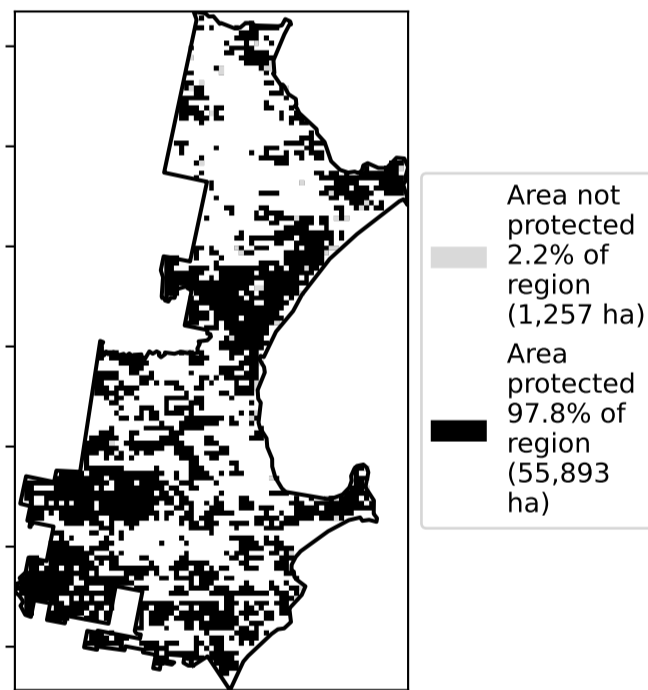 Area not
protected
2.2% of
region
(1,257 ha)
Area
protected
97.8% of
region
(55,893
ha)